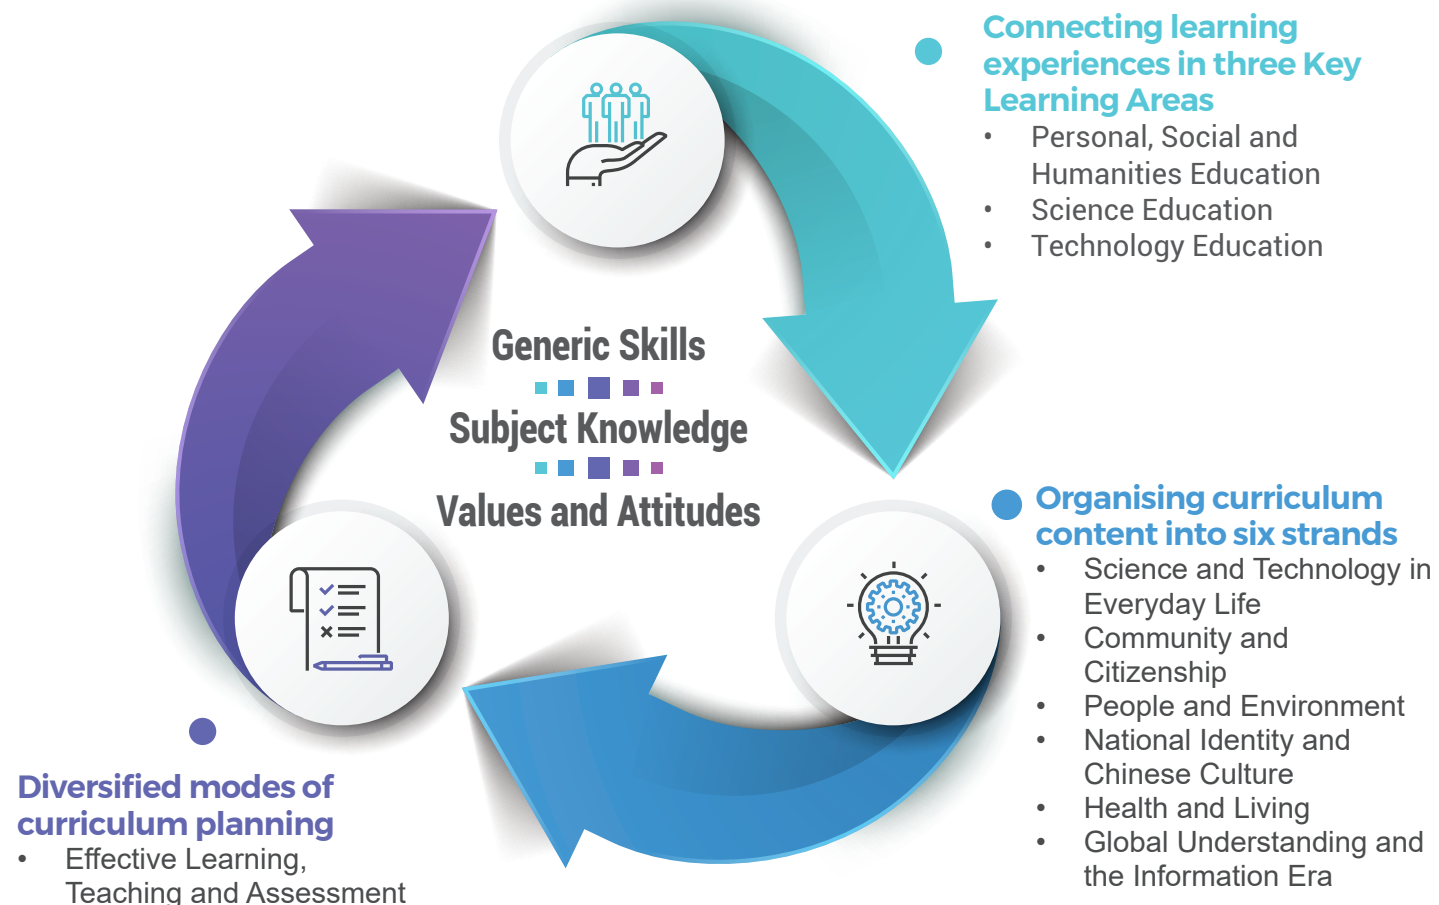 Connecting learning
experiences in three Key
Learning Areas
• Personal, Social and
Humanities Education
• Science Education
• Technology Education
Generic Skills
Subject Knowledge
Values and Attitudes
Organising curriculum
content into six strands
• Science and Technology in
Everyday Life
• Community and
Citizenship
• People and Environment
• National Identity and
Chinese Culture
• Health and Living
• Global Understanding and
the Information Era
Diversified modes of
curriculum planning
• Effective Learning,
Teaching and Assessment